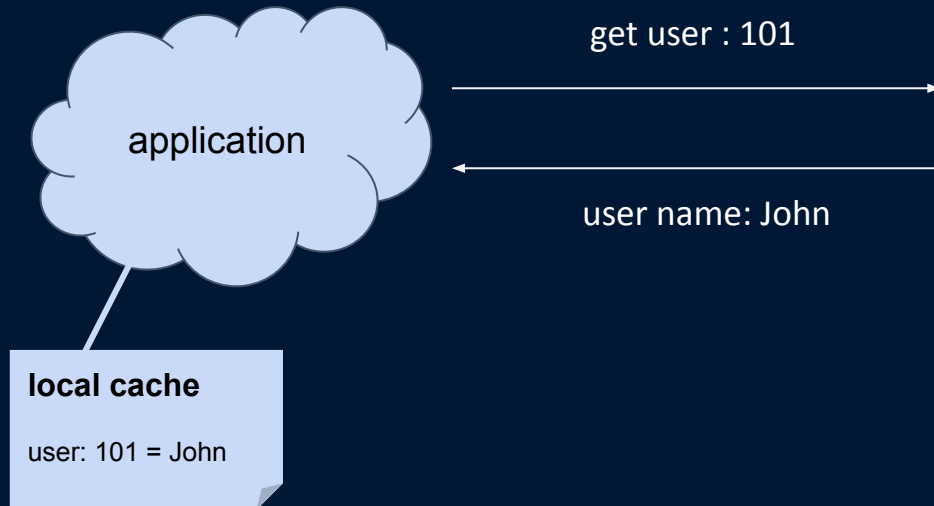 get user : 101
application
user name: John
local cache
user: 101 = John